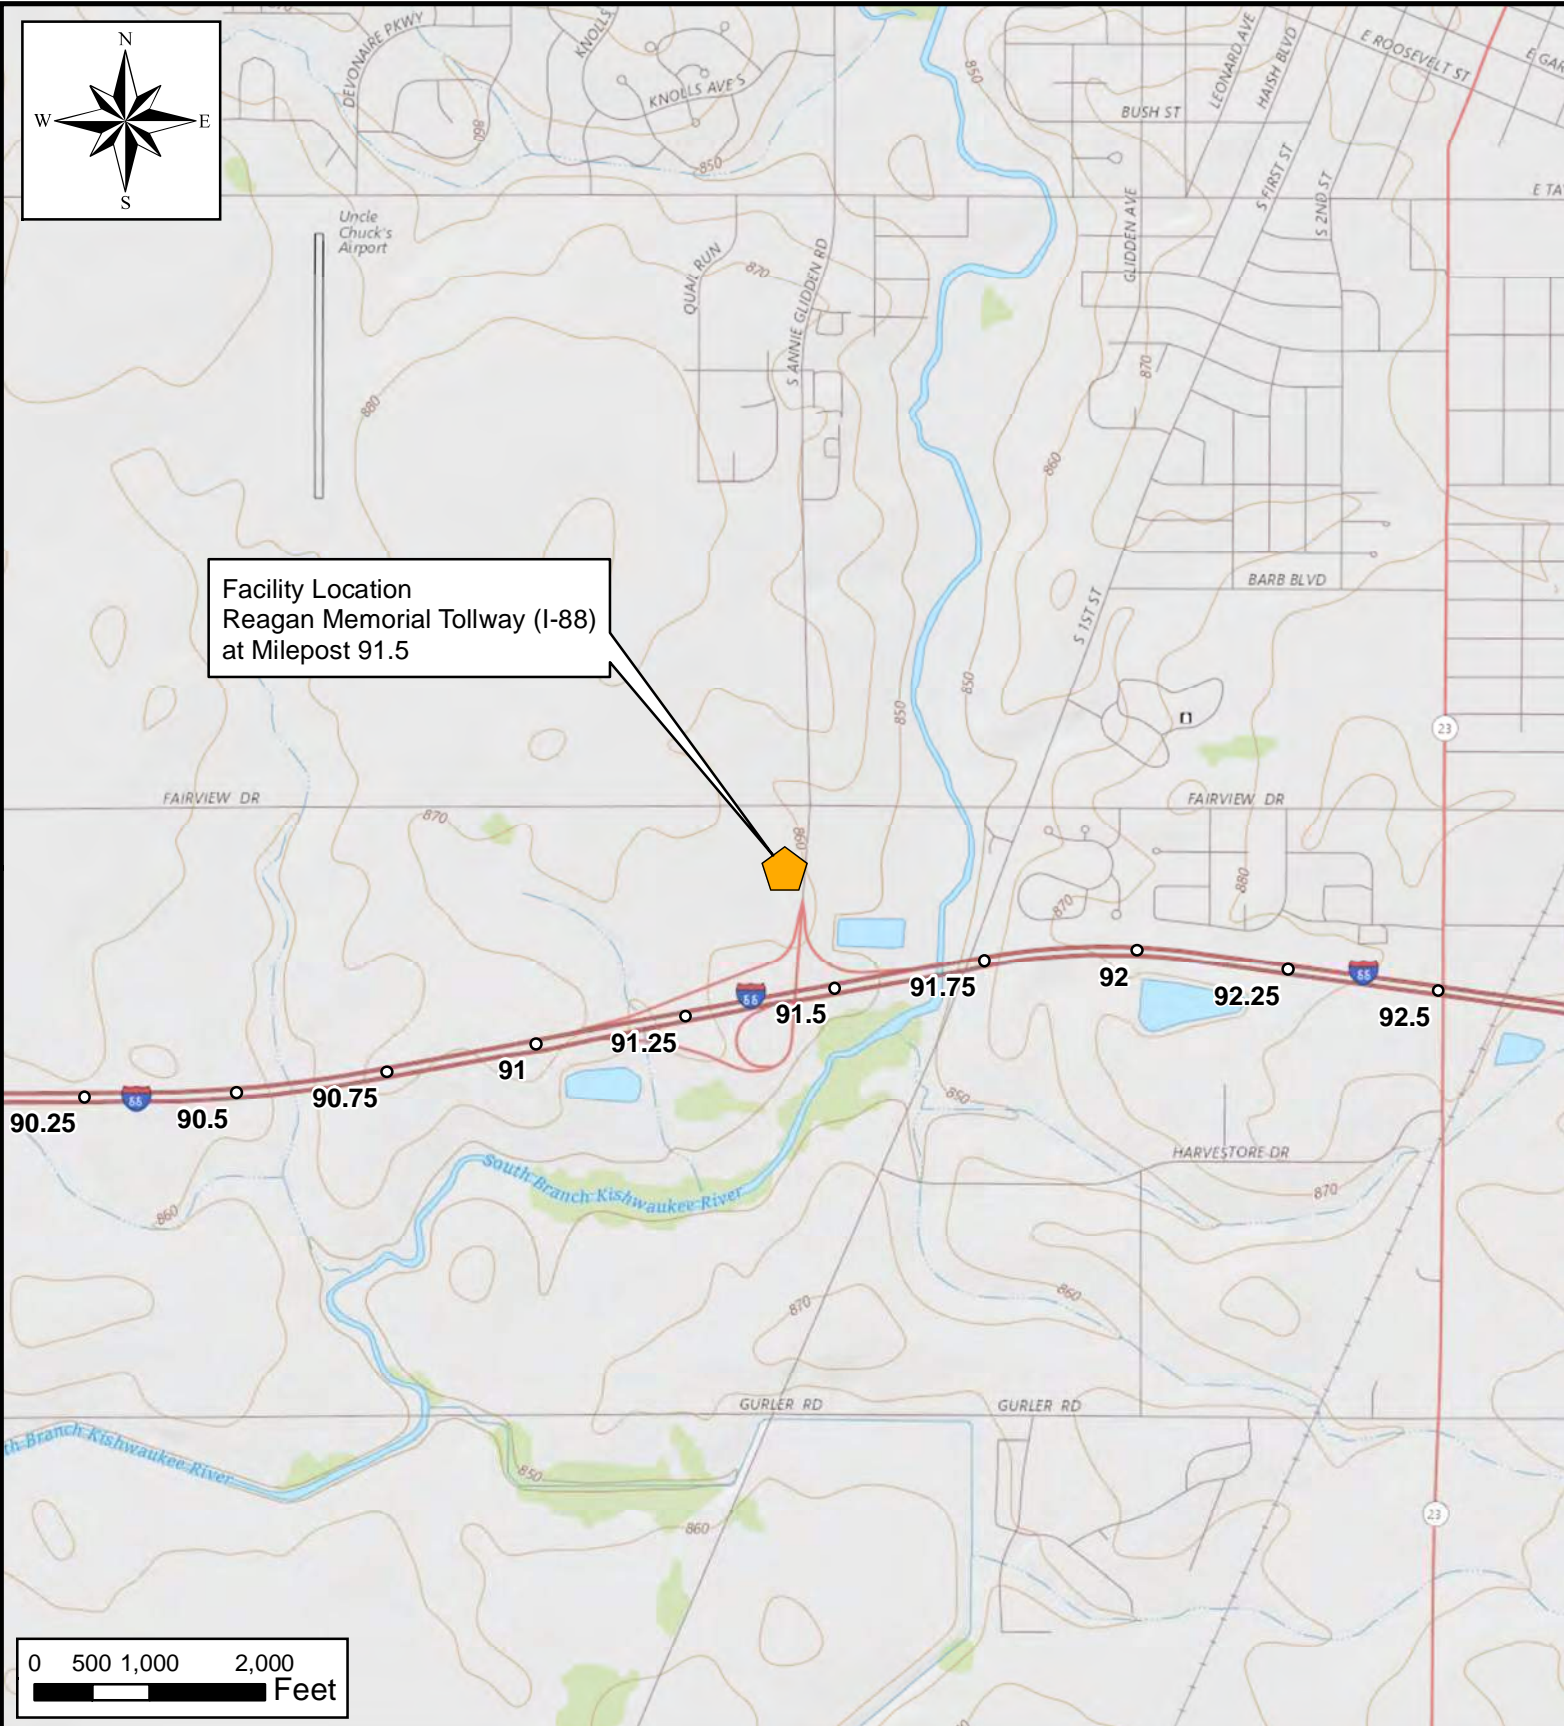 N
W E
S
DEVONAIRE PKWY
KNOLLS
KNOLLS AVE S
860
850
850
LEONARD AVE
HAISH BLVD
E ROOSEVELT ST
BUSH ST
S FIRST ST
S 2ND ST
GLIDDEN AVE
Uncle
Chuck's
Airport
QUAIL RUN
870
S ANNIE GLIDDEN RD
880
870
860
BARB BLVD
S 1ST ST
Facility Location
Reagan Memorial Tollway (I-88)
at Milepost 91.5
850
850
23
FAIRVIEW DR
870
FAIRVIEW DR
860
880
870
88
88
88
90.25
90.5
90.75
91
91.25
91.5
91.75
92
92.25
92.5
850
HARVESTORE DR
870
South Branch Kishwaukee River
860
860
870
GURLER RD
GURLER RD
th Branch Kishwaukee River
850
860
23
0 500 1,000 2,000
Feet